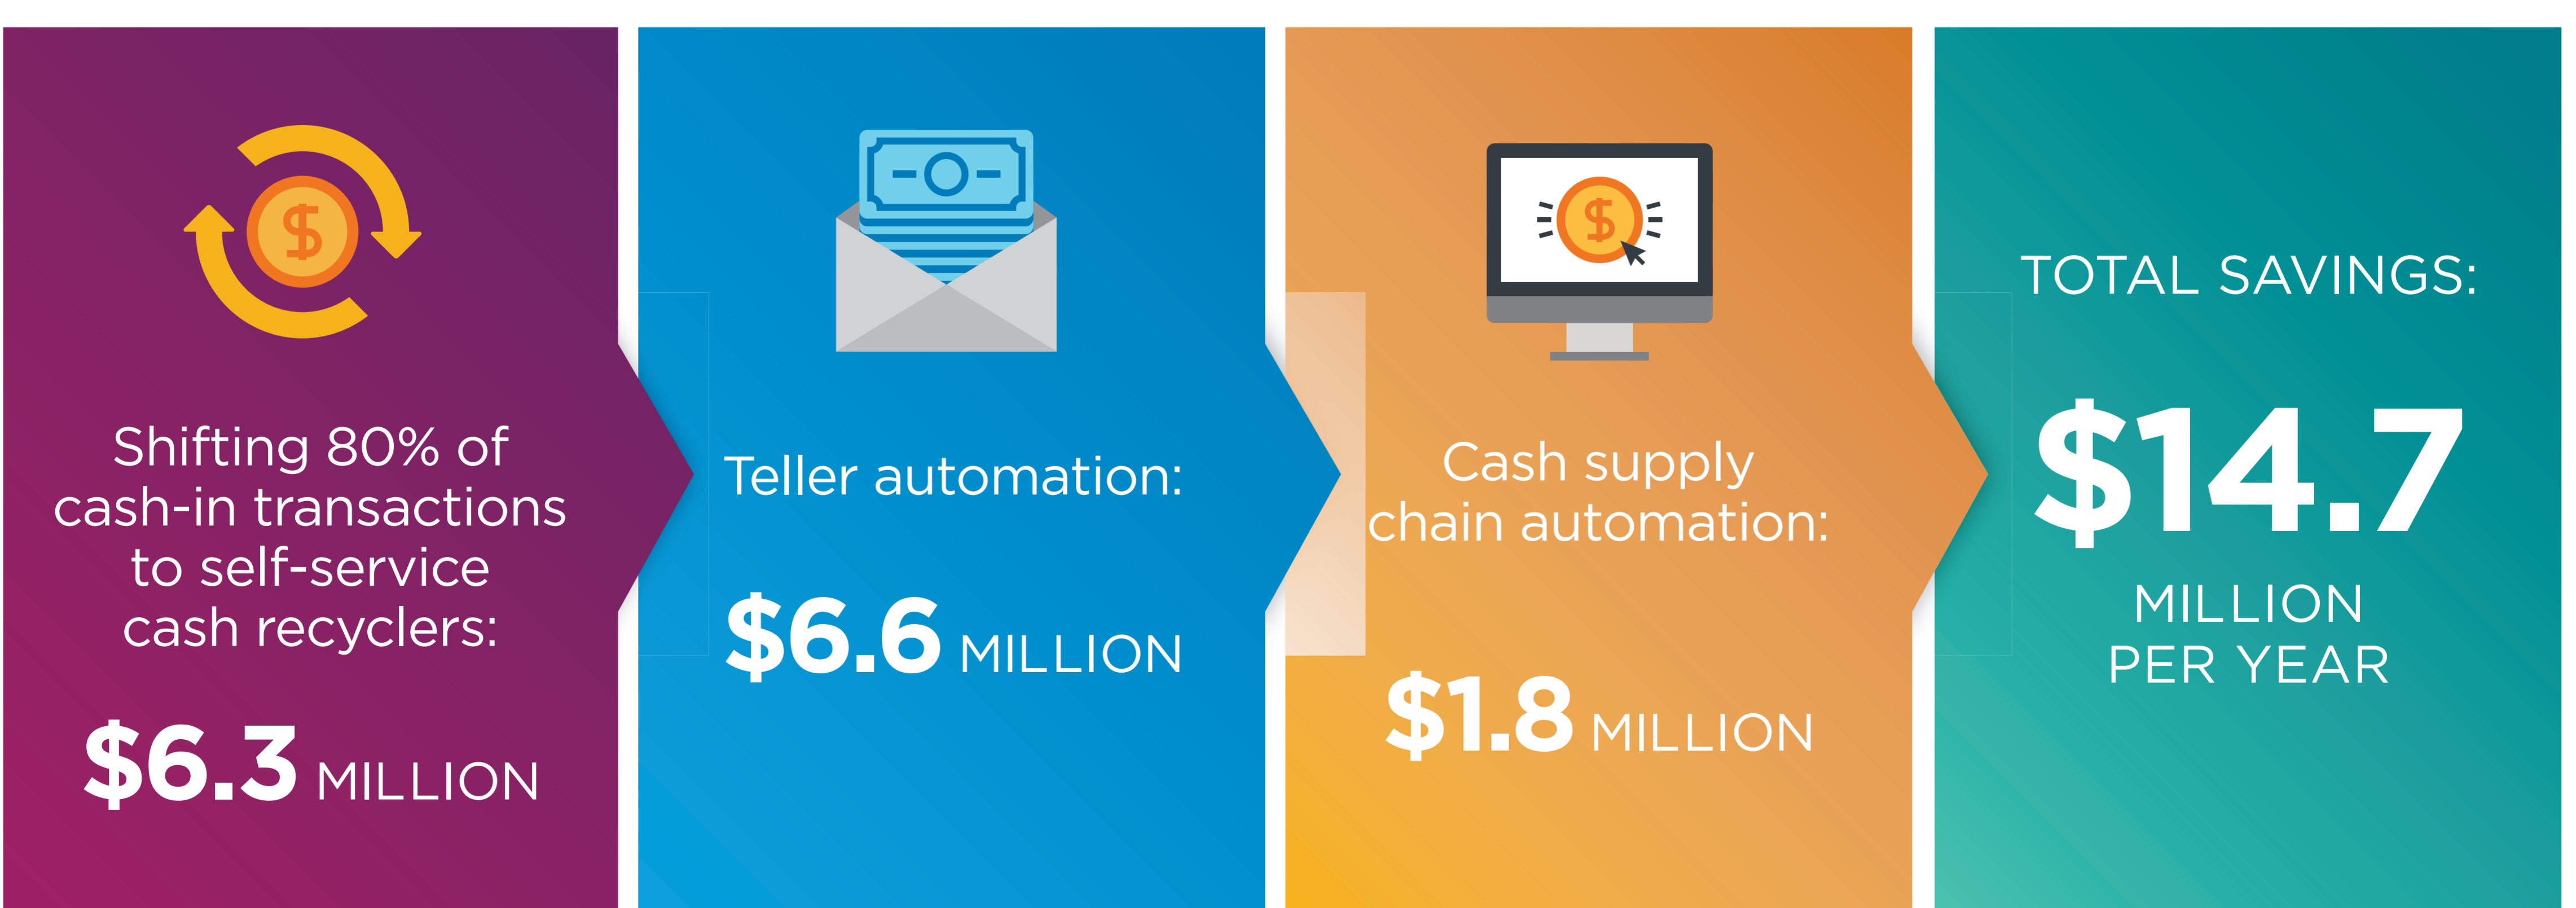 Shifting 80% of
cash-in transactions
to self-service
cash recyclers:
$6.3 MILLION
Teller automation:
$6.6 MILLION
Cash supply
chain automation:
$1.8 MILLION
TOTAL SAVINGS:
$14.7
MILLION
PER YEAR